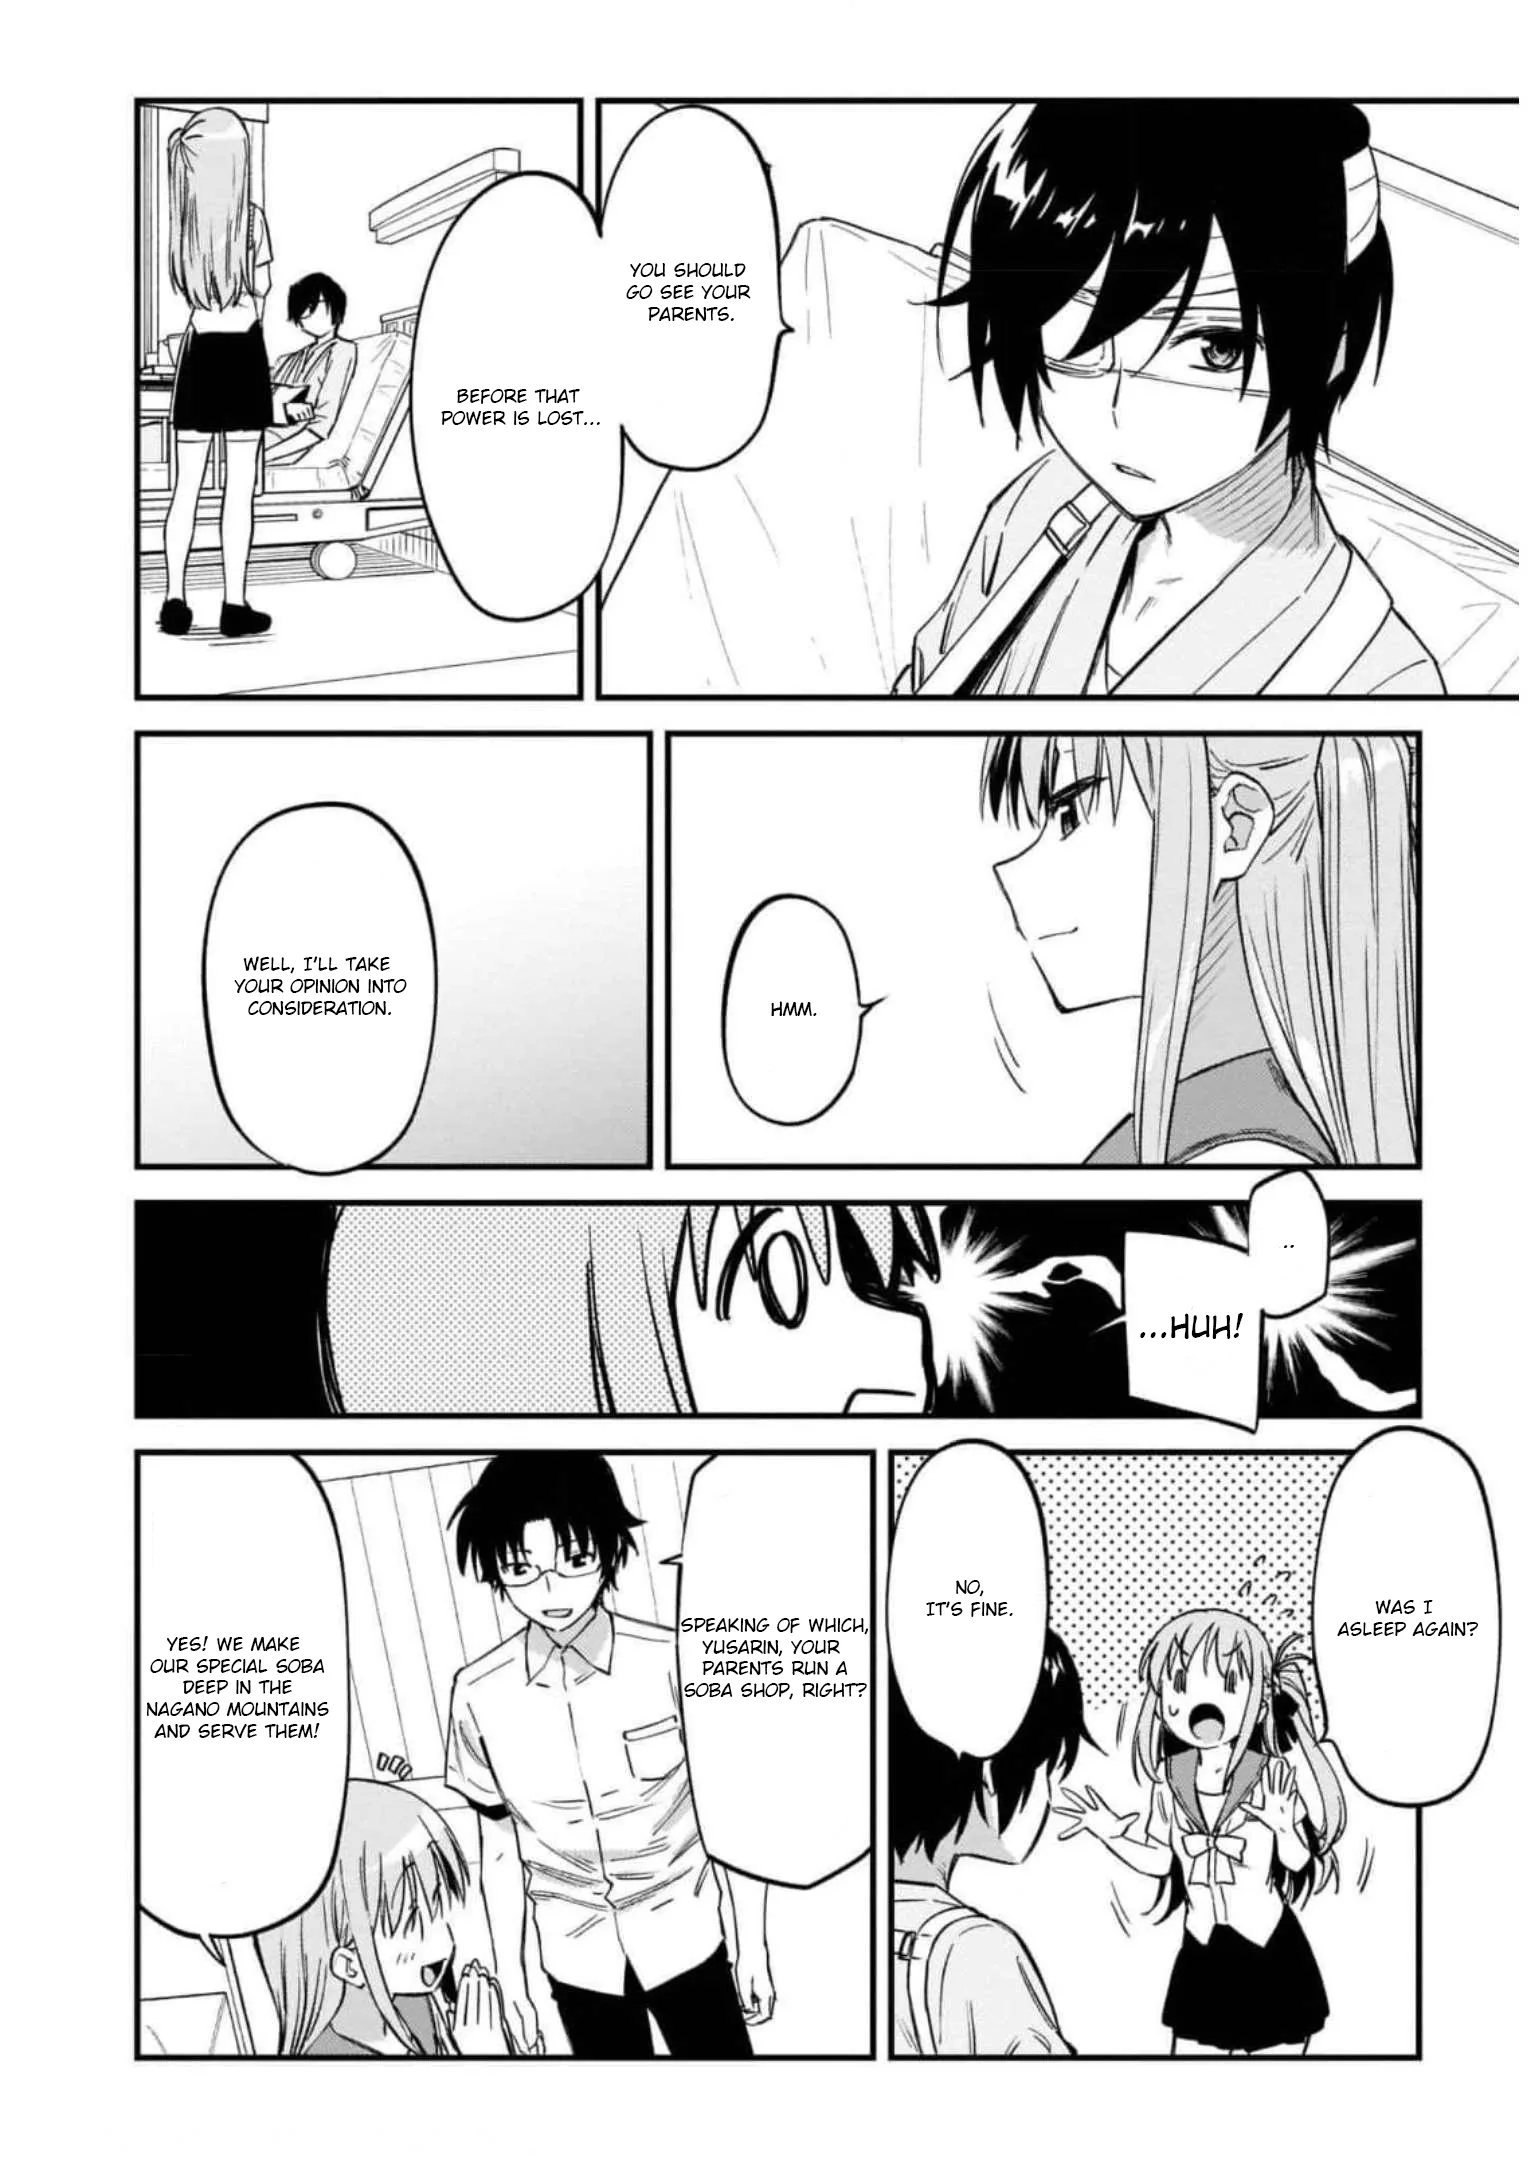 YOU SHOULD
GO SEE YOUR
PARENTS.
BEFORE THAT
POWER IS LOST...
HMM.
WELL, I'LL TAKE
YOUR OPINION INTO
CONSIDERATION.
..
...HUH!
WAS I
ASLEEP AGAIN?
NO,
IT'S FINE.
SPEAKING OF WHICH,
YUSARIN, YOUR
PARENTS RUN A
SOBA SHOP, RIGHT?
YES! WE MAKE
OUR SPECIAL SOBA
DEEP IN THE
NAGANO MOUNTAINS
AND SERVE THEM!